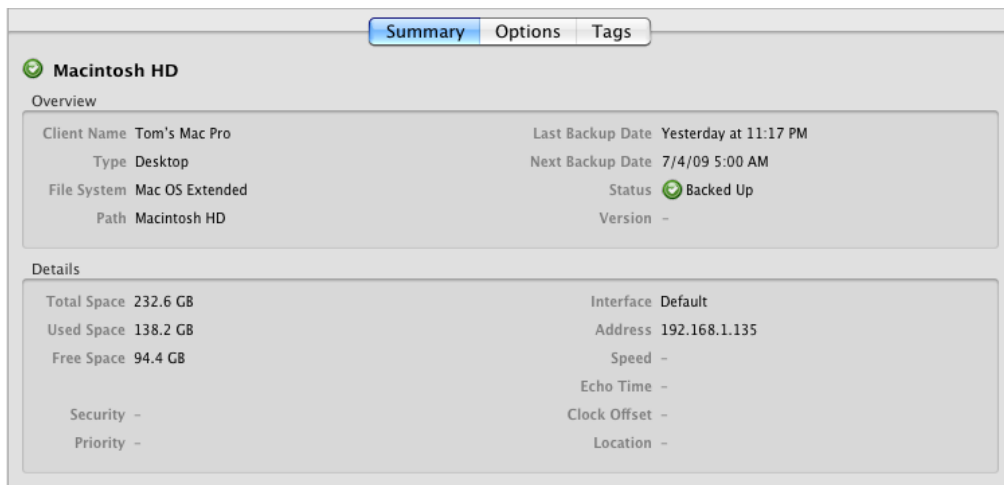 Summary Options Tags
Macintosh HD
Overview
Client Name Tom's Mac Pro
Type Desktop
File System Mac OS Extended
Path Macintosh HD
Last Backup Date Yesterday at 11:17 PM
Next Backup Date 7/4/09 5:00 AM
Status Backed Up
Version –
Details
Total Space 232.6 GB
Used Space 138.2 GB
Free Space 94.4 GB
Security –
Priority –
Interface Default
Address 192.168.1.135
Speed –
Echo Time –
Clock Offset –
Location –